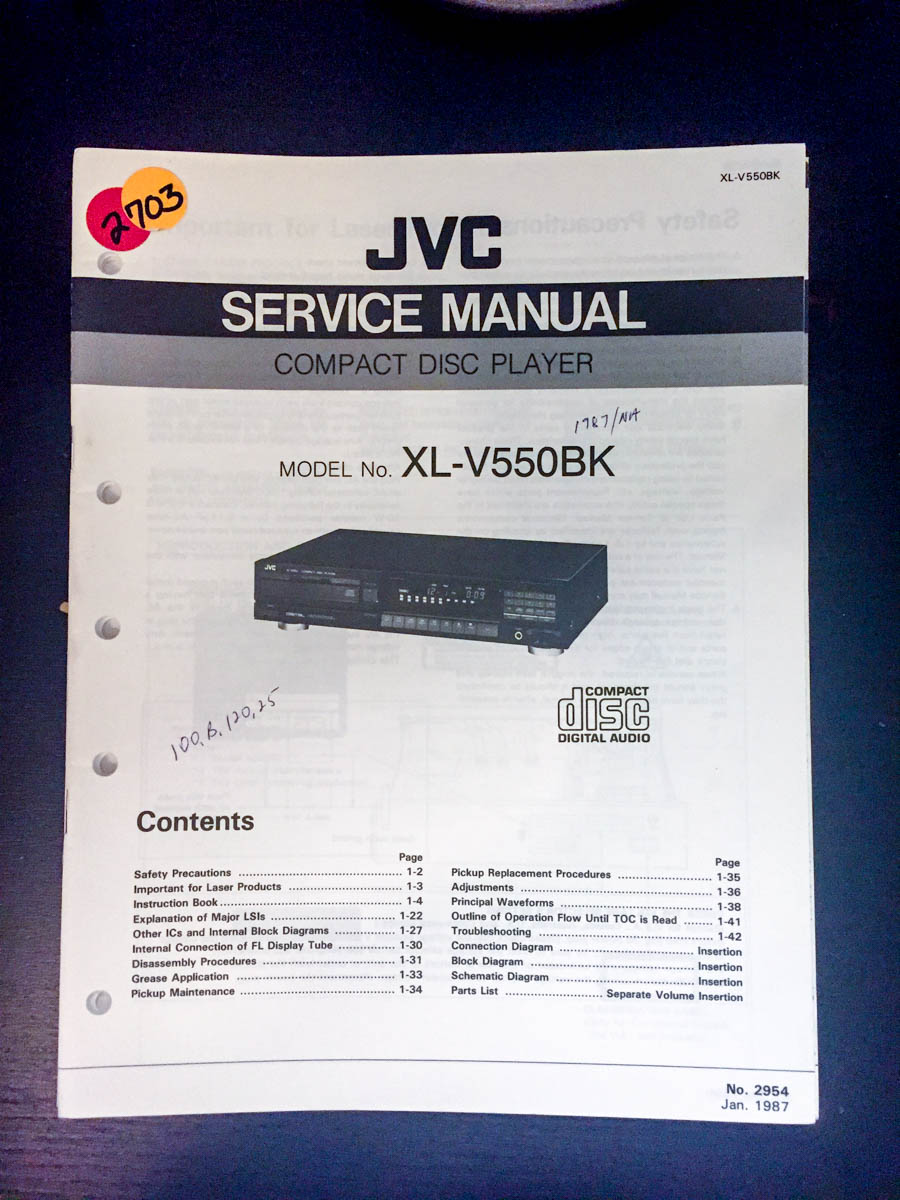 XL-V550BK
2703
JVC
SERVICE MANUAL
COMPACT DISC PLAYER
1987/NA
MODEL No. XL-V550BK
JVC
COMPACT
disc
DIGITAL AUDIO
100, B, 120, 25
Contents
Page
Safety Precautions ........ 1-2
Important for Laser Products ........ 1-3
Instruction Book ........ 1-4
Explanation of Major LSIs ........ 1-22
Other ICs and Internal Block Diagrams ........ 1-27
Internal Connection of FL Display Tube ........ 1-30
Disassembly Procedures ........ 1-31
Grease Application ........ 1-33
Pickup Maintenance ........ 1-34
Page
Pickup Replacement Procedures ........ 1-35
Adjustments ........ 1-36
Principal Waveforms ........ 1-38
Outline of Operation Flow Until TOC is Read ........ 1-41
Troubleshooting ........ 1-42
Connection Diagram ........ Insertion
Block Diagram ........ Insertion
Schematic Diagram ........ Insertion
Parts List ........ Separate Volume Insertion
No. 2954
Jan. 1987